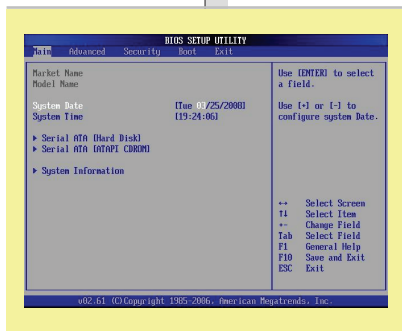 BIOS SETUP UTILITY
Main Advanced Security Boot Exit
Market Name
Model Name
System Date [Tue 03/25/2008]
System Time [19:24:06]
▶ Serial ATA [Hard Disk]
▶ Serial ATA [ATAPI CDROM]
▶ System Information
Use [ENTER] to select
a field.
Use [+] or [-] to
configure system Date.
↔ Select Screen
↑↓ Select Item
+- Change Field
Tab Select Field
F1 General Help
F10 Save and Exit
ESC Exit
v02.61 (C)Copyright 1985-2006, American Megatrends, Inc.